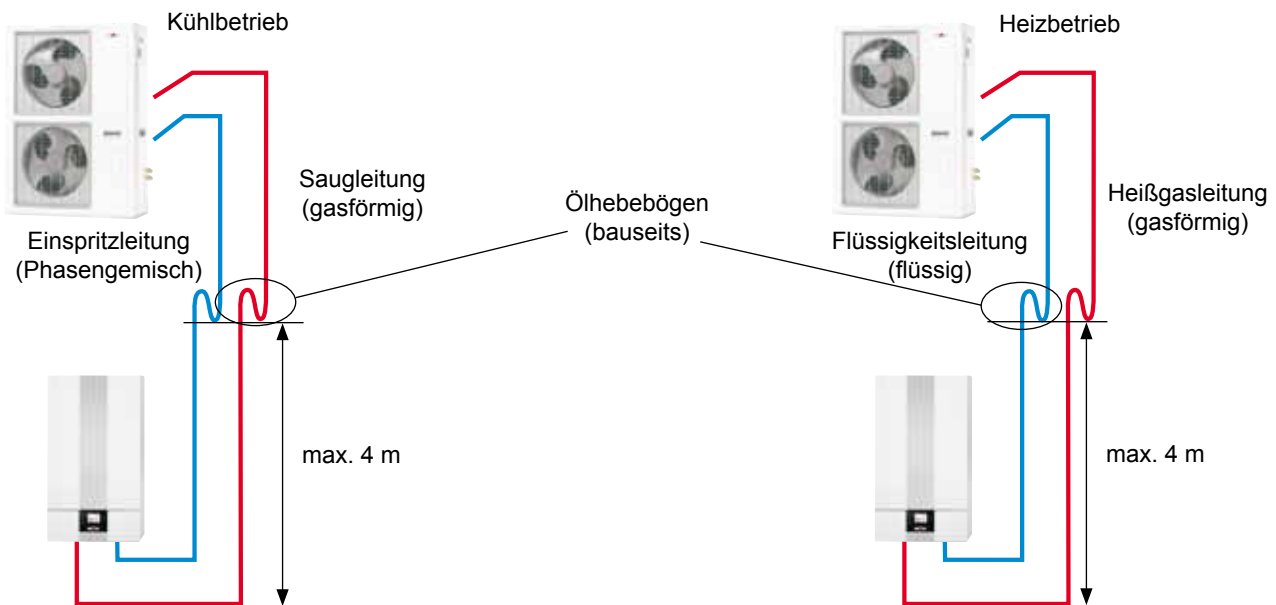 Kühlbetrieb
Heizbetrieb
Saugleitung
(gasförmig)
Ölhebebögen
(bauseits)
Heißgasleitung
(gasförmig)
Einspritzleitung
(Phasengemisch)
Flüssigkeitsleitung
(flüssig)
max. 4 m
max. 4 m